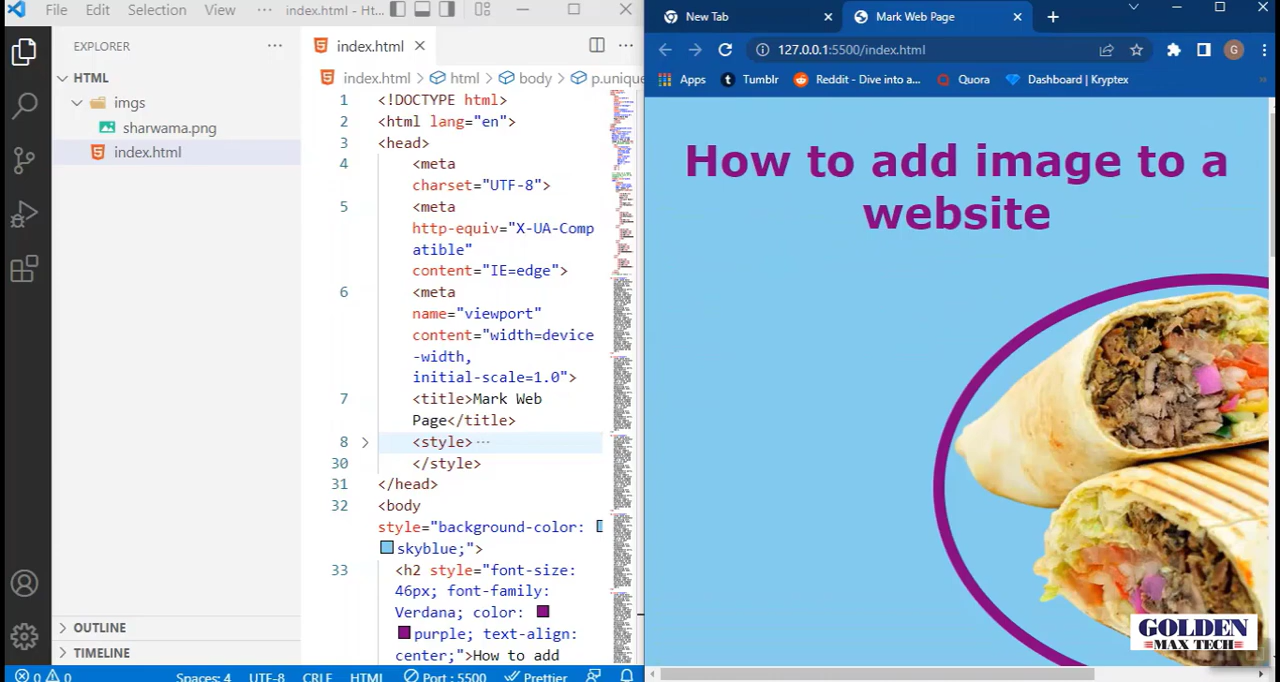 File Edit Selection View ··· index.html - Ht...
EXPLORER ···
HTML
imgs
sharwama.png
index.html
OUTLINE
TIMELINE
index.html
index.html > html > body > p.unique
1 <!DOCTYPE html>
2 <html lang="en">
3 <head>
4 <meta
charset="UTF-8">
5 <meta
http-equiv="X-UA-Comp
atible"
content="IE=edge">
6 <meta
name="viewport"
content="width=device
-width,
initial-scale=1.0">
7 <title>Mark Web
Page</title>
8 <style>···
30 </style>
31 </head>
32 <body
style="background-color:
skyblue;">
33 <h2 style="font-size:
46px; font-family:
Verdana; color:
purple; text-align:
center;">How to add
0 0 Spaces: 4 UTF-8 CRLF HTML Port : 5500 Prettier
New Tab
Mark Web Page
127.0.0.1:5500/index.html
G
Apps Tumblr Reddit - Dive into a... Quora Dashboard | Kryptex
How to add image to a
website
GOLDEN
MAX TECH